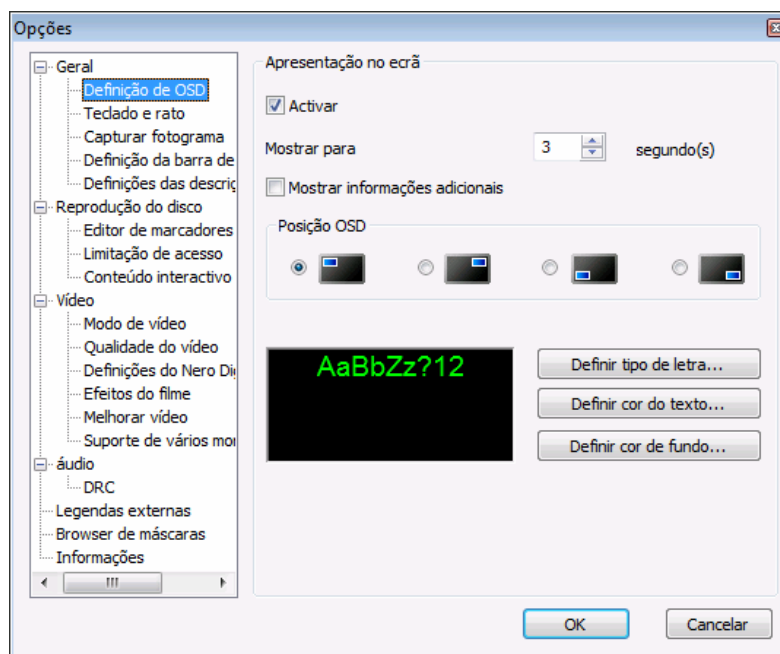 Opções
Geral
Definição de OSD
Teclado e rato
Capturar fotograma
Definição da barra de
Definições das descriç
Reprodução do disco
Editor de marcadores
Limitação de acesso
Conteúdo interactivo
Vídeo
Modo de vídeo
Qualidade do vídeo
Definições do Nero Di
Efeitos do filme
Melhorar vídeo
Suporte de vários mo
áudio
DRC
Legendas externas
Browser de máscaras
Informações
Apresentação no ecrã
Activar
Mostrar para 3 segundo(s)
Mostrar informações adicionais
Posição OSD
AaBbZz?12
Definir tipo de letra...
Definir cor do texto...
Definir cor de fundo...
OK Cancelar